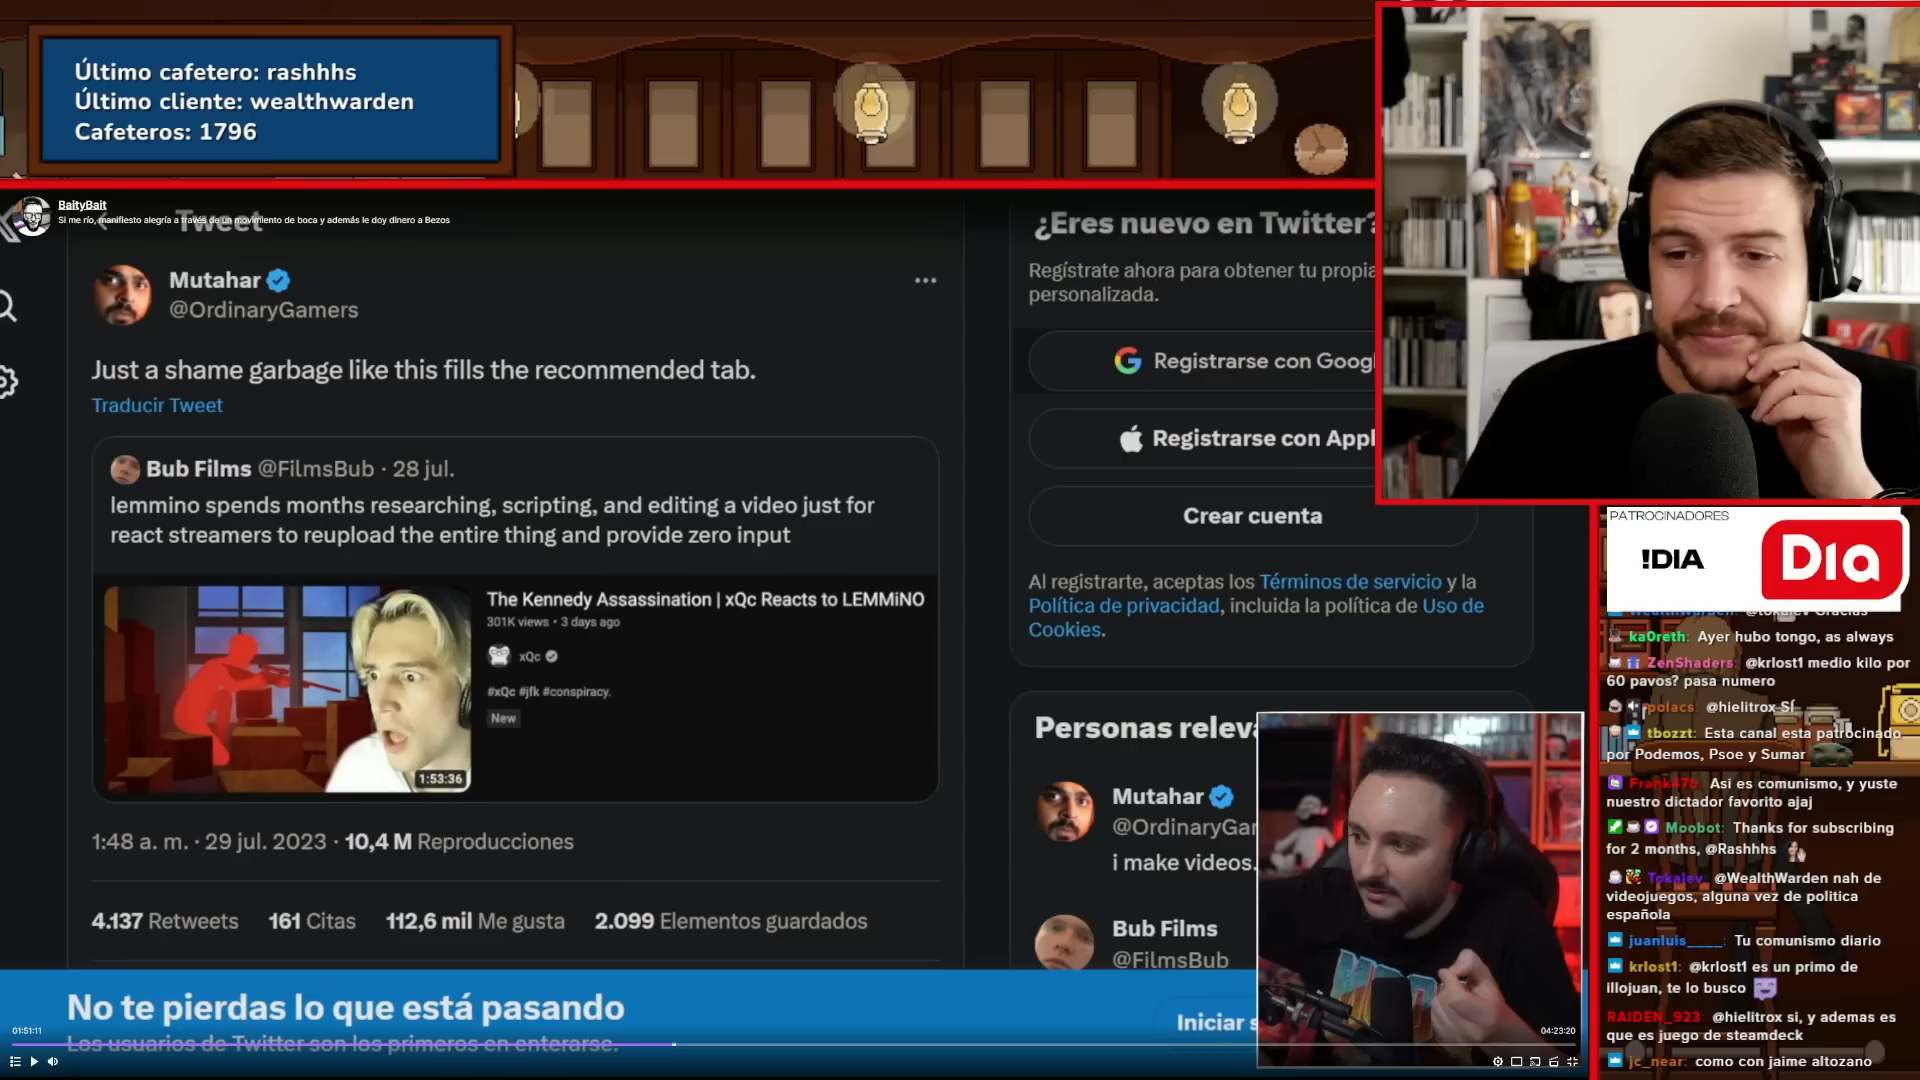 Último cafetero: rashhhs
Último cliente: wealthwarden
Cafeteros: 1796
BaityBait
Si me río, manifiesto alegría a través de un movimiento de boca y además le doy dinero a Bezos
Tweet
Mutahar
@OrdinaryGamers
Just a shame garbage like this fills the recommended tab.
Traducir Tweet
Bub Films @FilmsBub · 28 jul.
lemmino spends months researching, scripting, and editing a video just for
react streamers to reupload the entire thing and provide zero input
The Kennedy Assassination | xQc Reacts to LEMMiNO
301K views • 3 days ago
xQc
#xQc #jfk #conspiracy.
New
1:53:36
1:48 a. m. · 29 jul. 2023 · 10,4 M Reproducciones
4.137 Retweets 161 Citas 112,6 mil Me gusta 2.099 Elementos guardados
No te pierdas lo que está pasando
Los usuarios de Twitter son los primeros en enterarse.
Iniciar s
01:51:11
04:23:20
¿Eres nuevo en Twitter?
Regístrate ahora para obtener tu propia
personalizada.
Registrarse con Goog
Registrarse con Appl
Crear cuenta
Al registrarte, aceptas los Términos de servicio y la
Política de privacidad, incluida la política de Uso de
Cookies.
Personas releva
Mutahar
@OrdinaryGar
i make videos.
Bub Films
@FilmsBub
PATROCINADORES
!DIA
Dia
WealthWarden: @tokalev Gracias
ka0reth: Ayer hubo tongo, as always
ZenShaders: @krlost1 medio kilo por
60 pavos? pasa numero
polacs: @hielitrox SÍ
tbozzt: Esta canal esta patrocinado
por Podemos, Psoe y Sumar
Frank47b: Asi es comunismo, y yuste
nuestro dictador favorito ajaj
Moobot: Thanks for subscribing
for 2 months, @Rashhhs
Tokalev: @WealthWarden nah de
videojuegos, alguna vez de politica
española
juanluis____: Tu comunismo diario
krlost1: @krlost1 es un primo de
illojuan, te lo busco
RAIDEN_923: @hielitrox si, y ademas es
que es juego de steamdeck
jc_near: como con jaime altozano